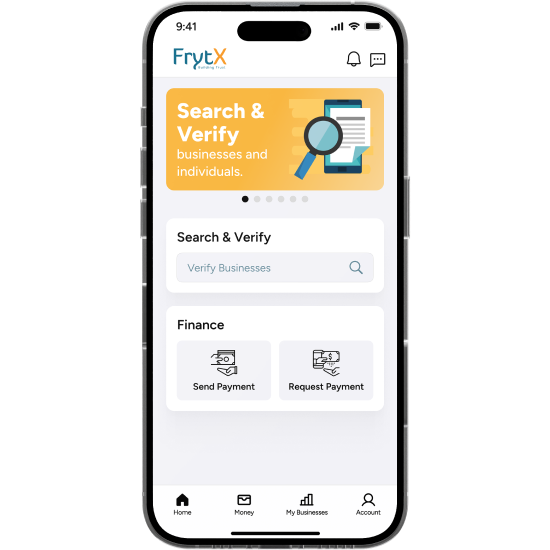 9:41
FrytX
Building Trust
Search &
Verify
businesses and
individuals.
Search & Verify
Verify Businesses
Finance
Send Payment
Request Payment
Home
Money
My Businesses
Account